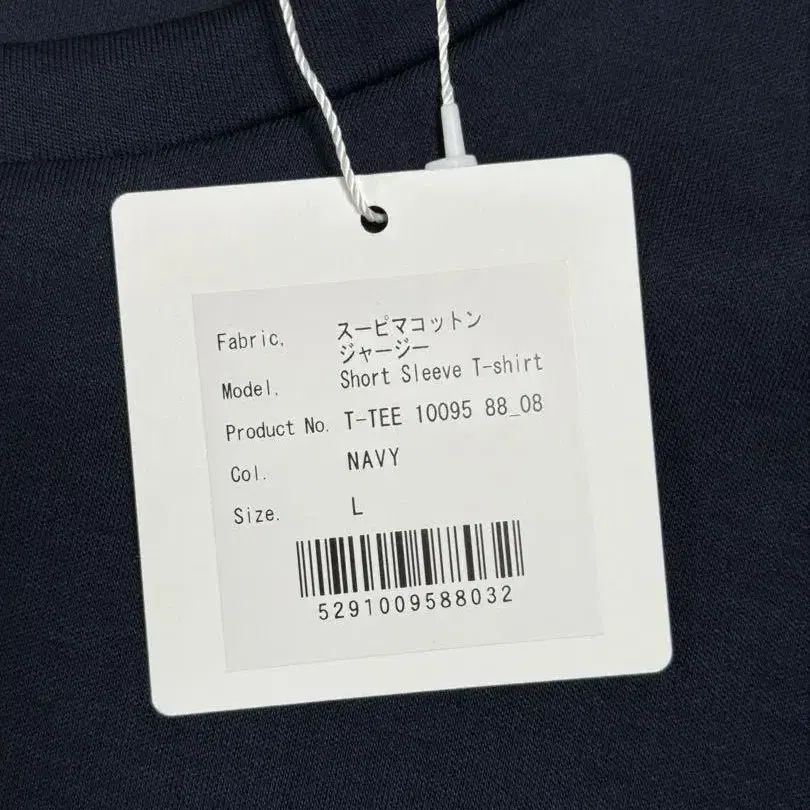 Fabric. スーピマコットン
ジャージー
Model. Short Sleeve T-shirt
Product No. T-TEE 10095 88_08
Col. NAVY
Size. L
5291009588032